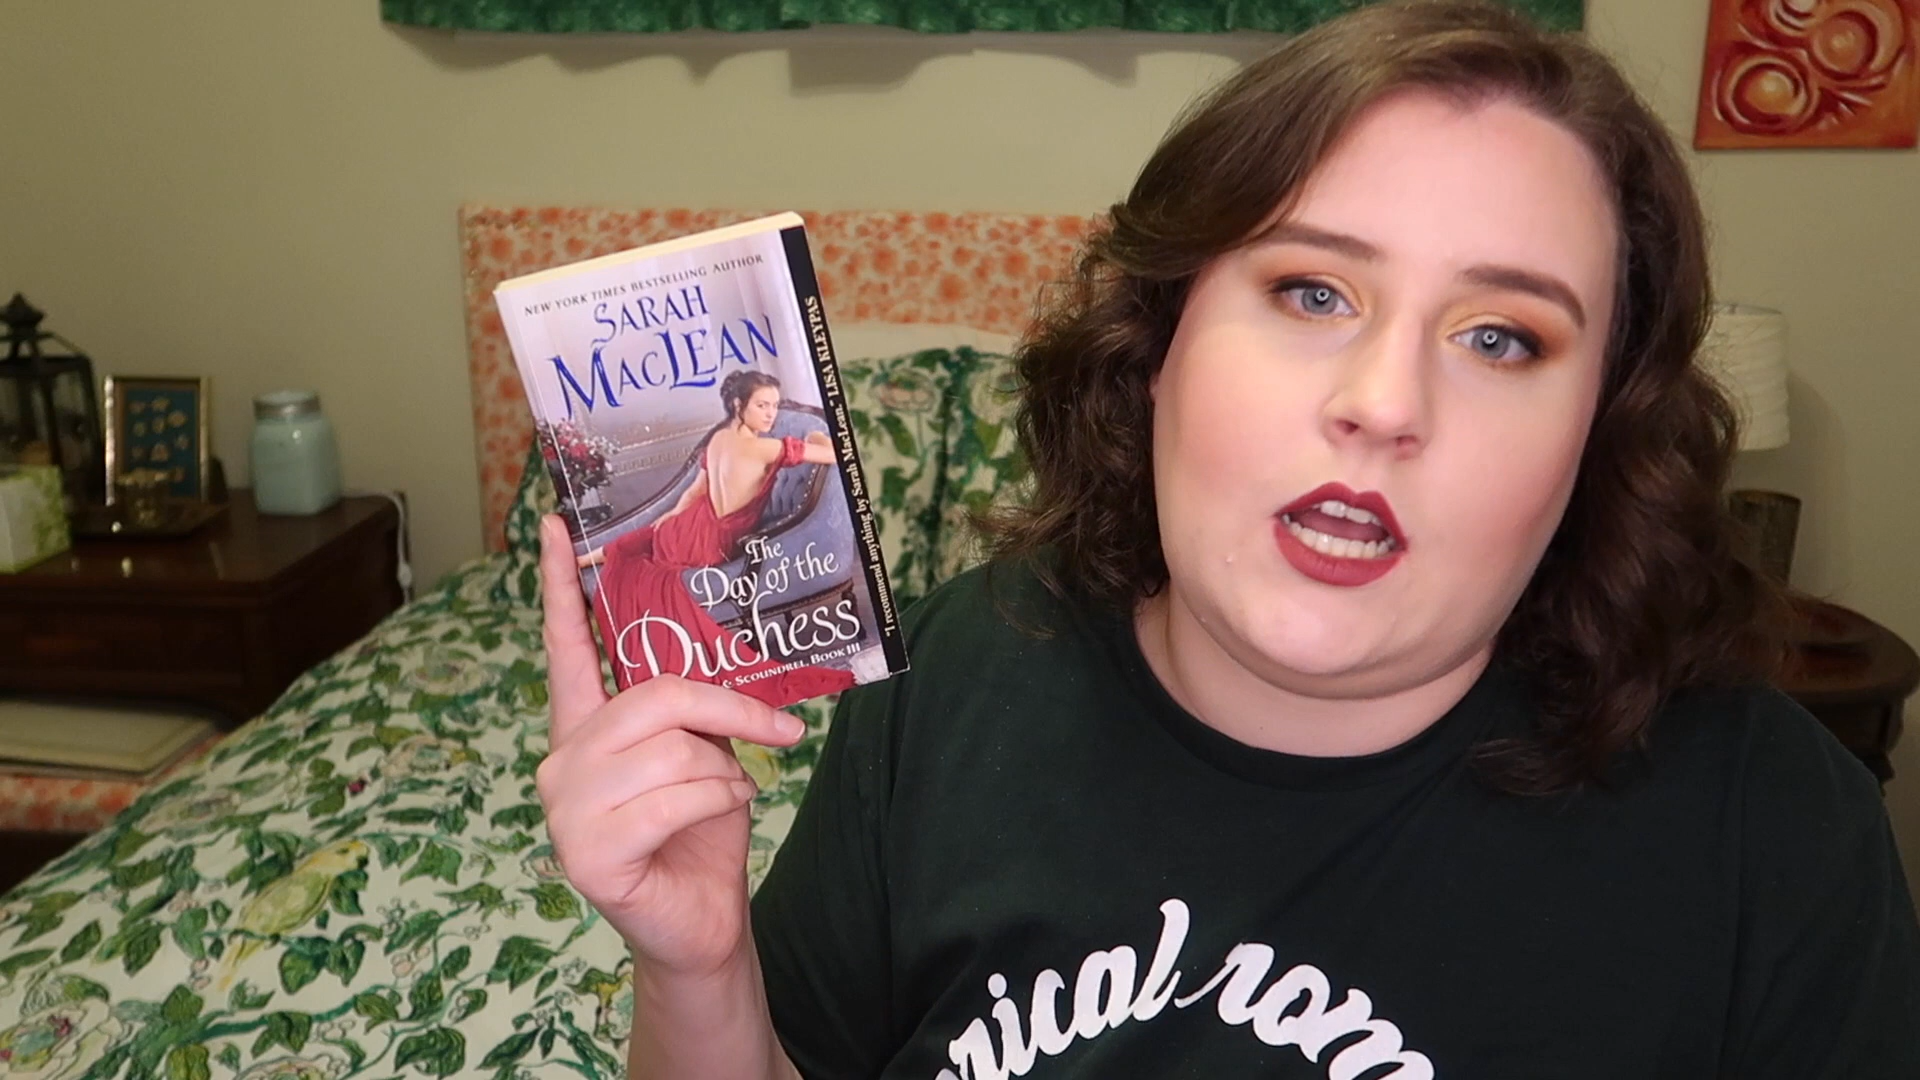 NEW YORK TIMES BESTSELLING AUTHOR
SARAH
MACLEAN
The
Day of the
Duchess
& SCOUNDREL, BOOK III
"I recommend anything by Sarah MacLean." LISA KLEYPAS
orical rom